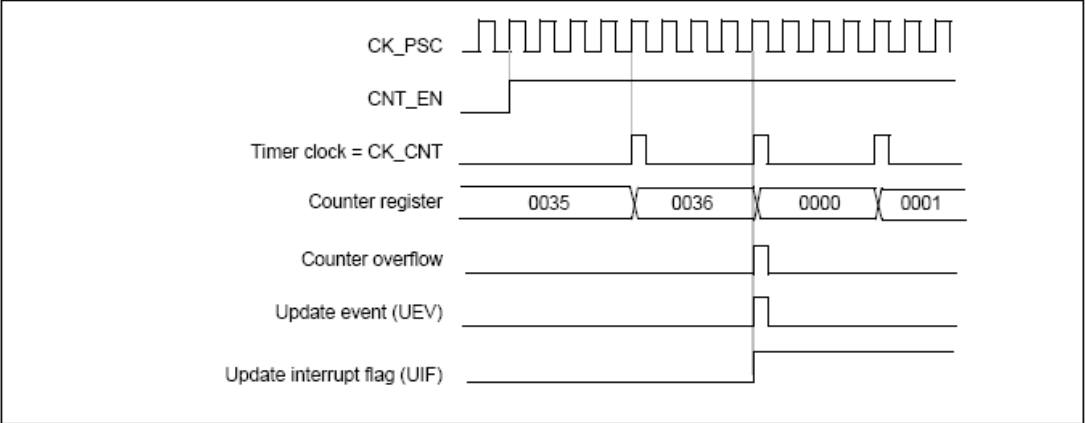 CK_PSC
CNT_EN
Timer clock = CK_CNT
Counter register 0035 0036 0000 0001
Counter overflow
Update event (UEV)
Update interrupt flag (UIF)